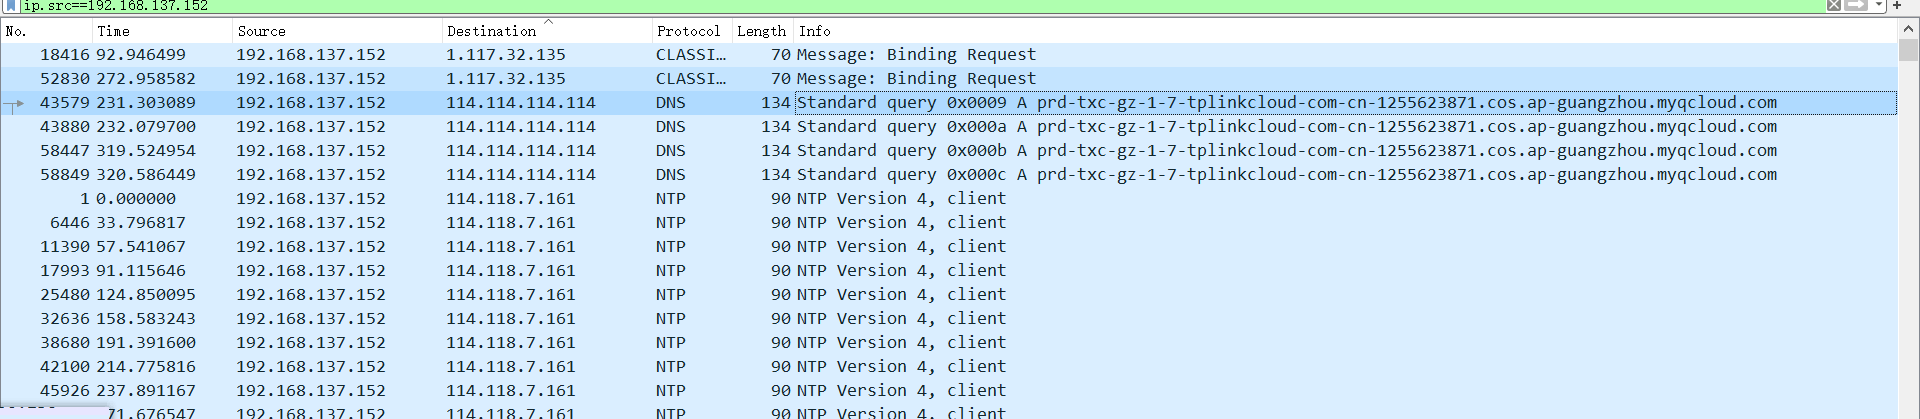 ip.src==192.168.137.152
No. Time Source Destination Protocol Length Info
18416 92.946499 192.168.137.152 1.117.32.135 CLASSI… 70 Message: Binding Request
52830 272.958582 192.168.137.152 1.117.32.135 CLASSI… 70 Message: Binding Request
43579 231.303089 192.168.137.152 114.114.114.114 DNS 134 Standard query 0x0009 A prd-txc-gz-1-7-tplinkcloud-com-cn-1255623871.cos.ap-guangzhou.myqcloud.com
43880 232.079700 192.168.137.152 114.114.114.114 DNS 134 Standard query 0x000a A prd-txc-gz-1-7-tplinkcloud-com-cn-1255623871.cos.ap-guangzhou.myqcloud.com
58447 319.524954 192.168.137.152 114.114.114.114 DNS 134 Standard query 0x000b A prd-txc-gz-1-7-tplinkcloud-com-cn-1255623871.cos.ap-guangzhou.myqcloud.com
58849 320.586449 192.168.137.152 114.114.114.114 DNS 134 Standard query 0x000c A prd-txc-gz-1-7-tplinkcloud-com-cn-1255623871.cos.ap-guangzhou.myqcloud.com
1 0.000000 192.168.137.152 114.118.7.161 NTP 90 NTP Version 4, client
6446 33.796817 192.168.137.152 114.118.7.161 NTP 90 NTP Version 4, client
11390 57.541067 192.168.137.152 114.118.7.161 NTP 90 NTP Version 4, client
17993 91.115646 192.168.137.152 114.118.7.161 NTP 90 NTP Version 4, client
25480 124.850095 192.168.137.152 114.118.7.161 NTP 90 NTP Version 4, client
32636 158.583243 192.168.137.152 114.118.7.161 NTP 90 NTP Version 4, client
38680 191.391600 192.168.137.152 114.118.7.161 NTP 90 NTP Version 4, client
42100 214.775816 192.168.137.152 114.118.7.161 NTP 90 NTP Version 4, client
45926 237.891167 192.168.137.152 114.118.7.161 NTP 90 NTP Version 4, client
71.676547 192.168.137.152 114.118.7.161 NTP 90 NTP Version 4, client